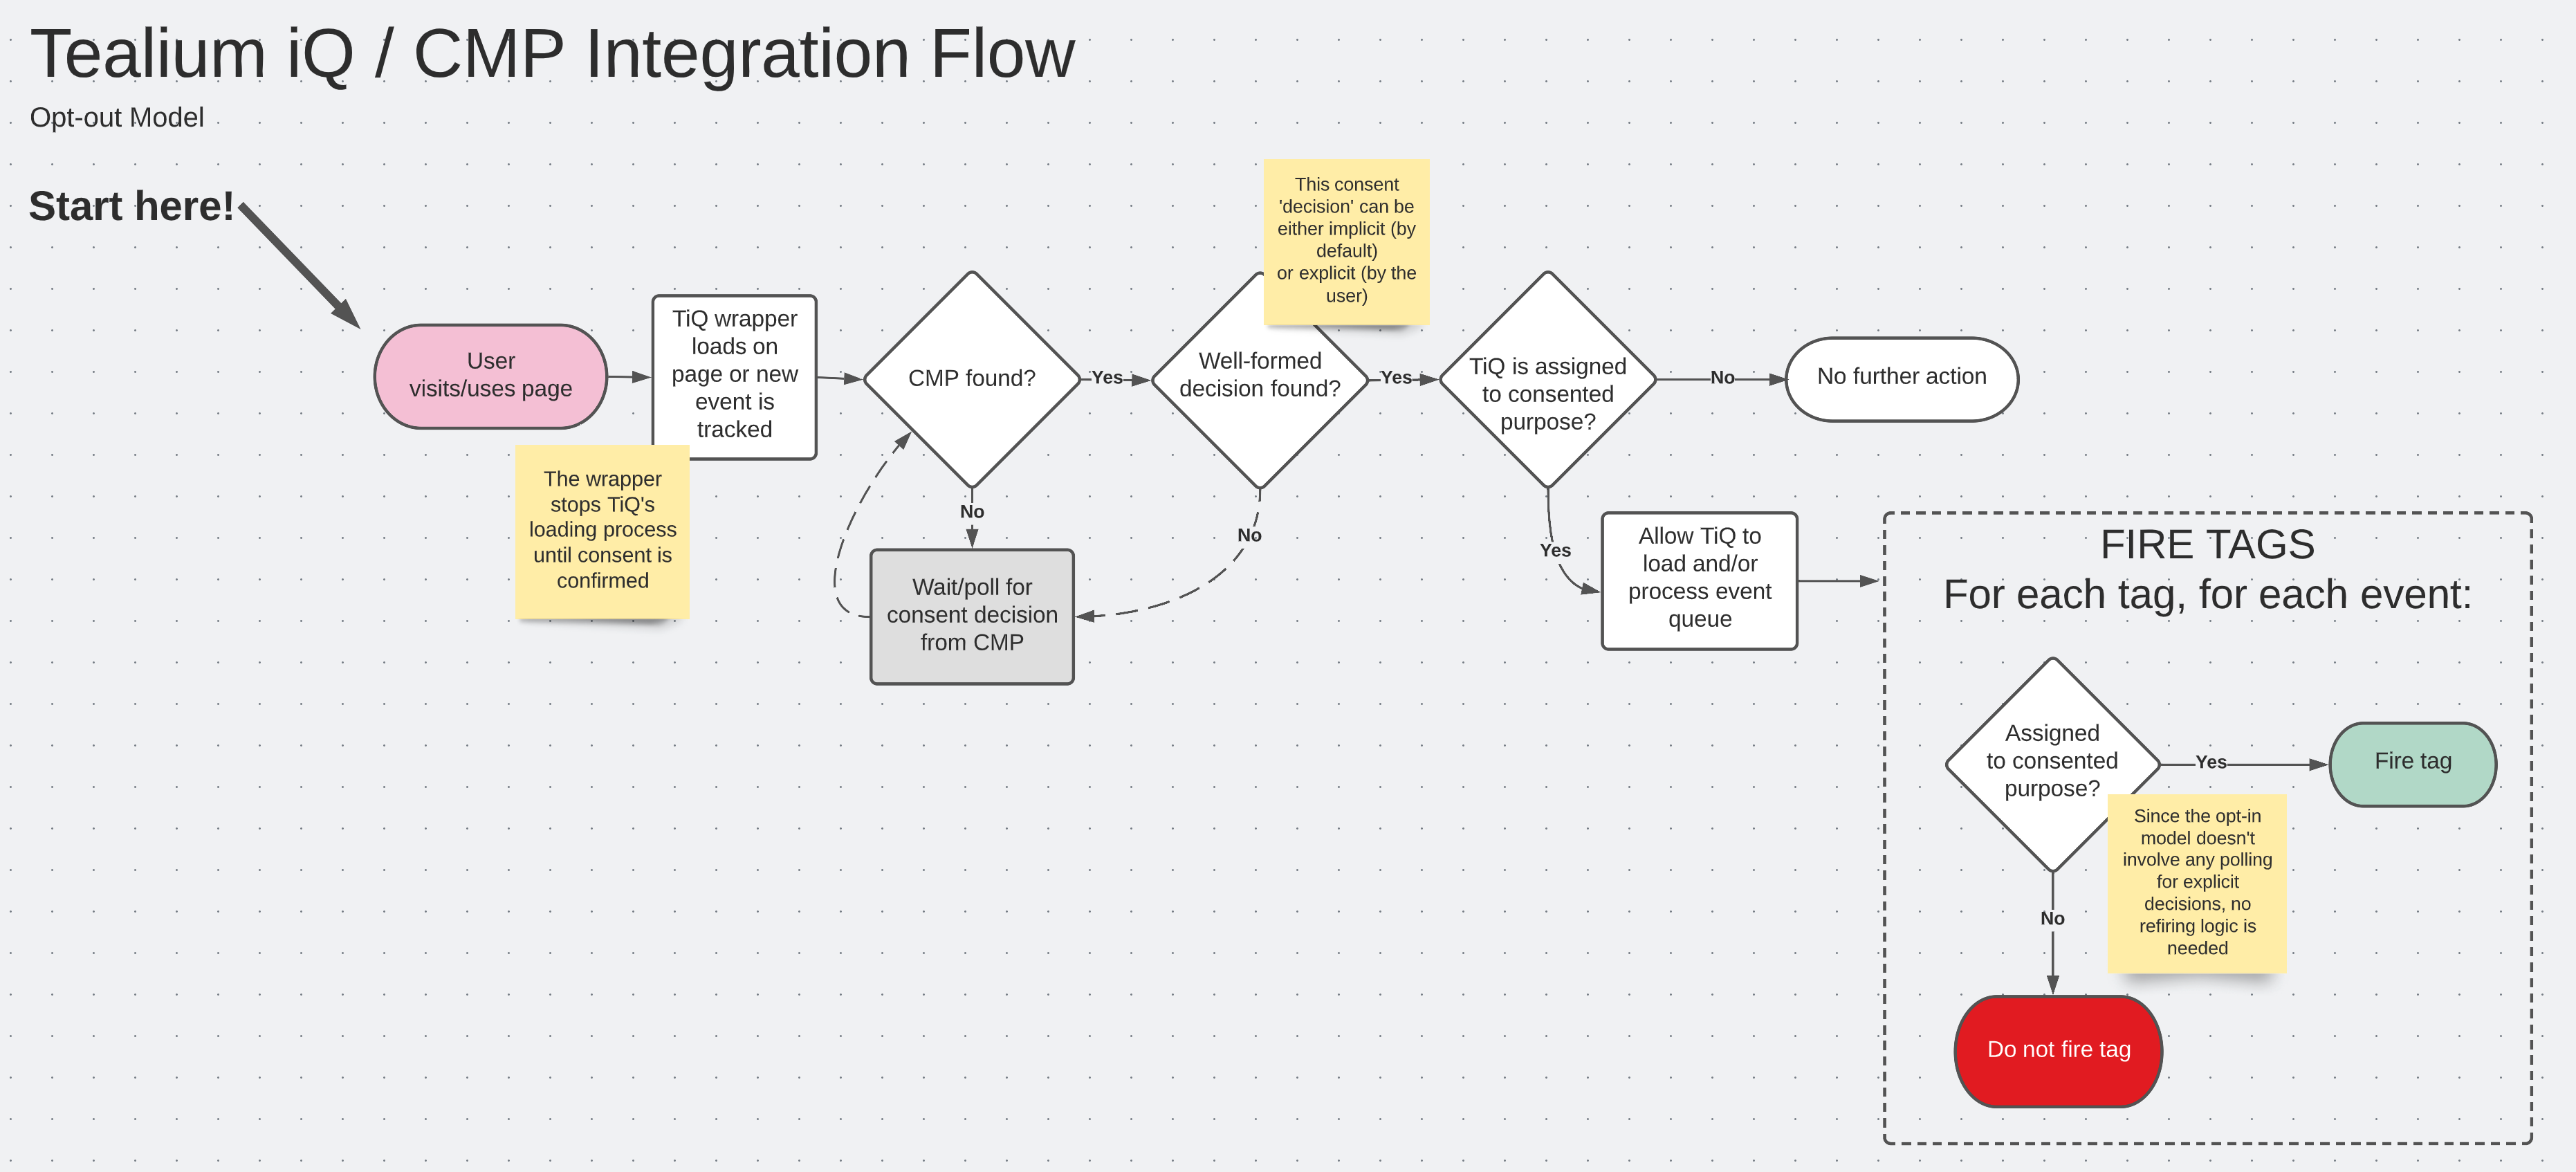 Tealium iQ / CMP Integration Flow
Opt-out Model
Start here!
User
visits/uses page
TiQ wrapper
loads on
page or new
event is
tracked
The wrapper
stops TiQ's
loading process
until consent is
confirmed
CMP found?
Yes
No
Wait/poll for
consent decision
from CMP
This consent
'decision' can be
either implicit (by
default)
or explicit (by the
user)
Well-formed
decision found?
Yes
No
TiQ is assigned
to consented
purpose?
No
No further action
Yes
Allow TiQ to
load and/or
process event
queue
FIRE TAGS
For each tag, for each event:
Assigned
to consented
purpose?
Yes
Fire tag
Since the opt-in
model doesn't
involve any polling
for explicit
decisions, no
refiring logic is
needed
No
Do not fire tag